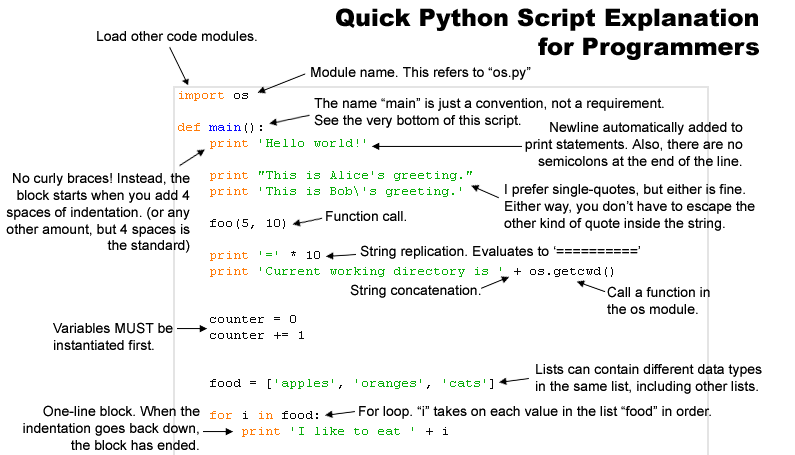 Quick Python Script Explanation
for Programmers
Load other code modules.
Module name. This refers to “os.py”
import os
The name “main” is just a convention, not a requirement.
See the very bottom of this script.
def main():
print 'Hello world!'
Newline automatically added to
print statements. Also, there are no
semicolons at the end of the line.
No curly braces! Instead, the
block starts when you add 4
spaces of indentation. (or any
other amount, but 4 spaces is
the standard)
print "This is Alice's greeting."
print 'This is Bob\'s greeting.'
I prefer single-quotes, but either is fine.
Either way, you don’t have to escape the
other kind of quote inside the string.
foo(5, 10)
Function call.
print '=' * 10
String replication. Evaluates to ‘==========’
print 'Current working directory is ' + os.getcwd()
String concatenation.
Call a function in
the os module.
Variables MUST be
instantiated first.
counter = 0
counter += 1
food = ['apples', 'oranges', 'cats']
Lists can contain different data types
in the same list, including other lists.
One-line block. When the
indentation goes back down,
the block has ended.
for i in food:
For loop. “i” takes on each value in the list “food” in order.
print 'I like to eat ' + i